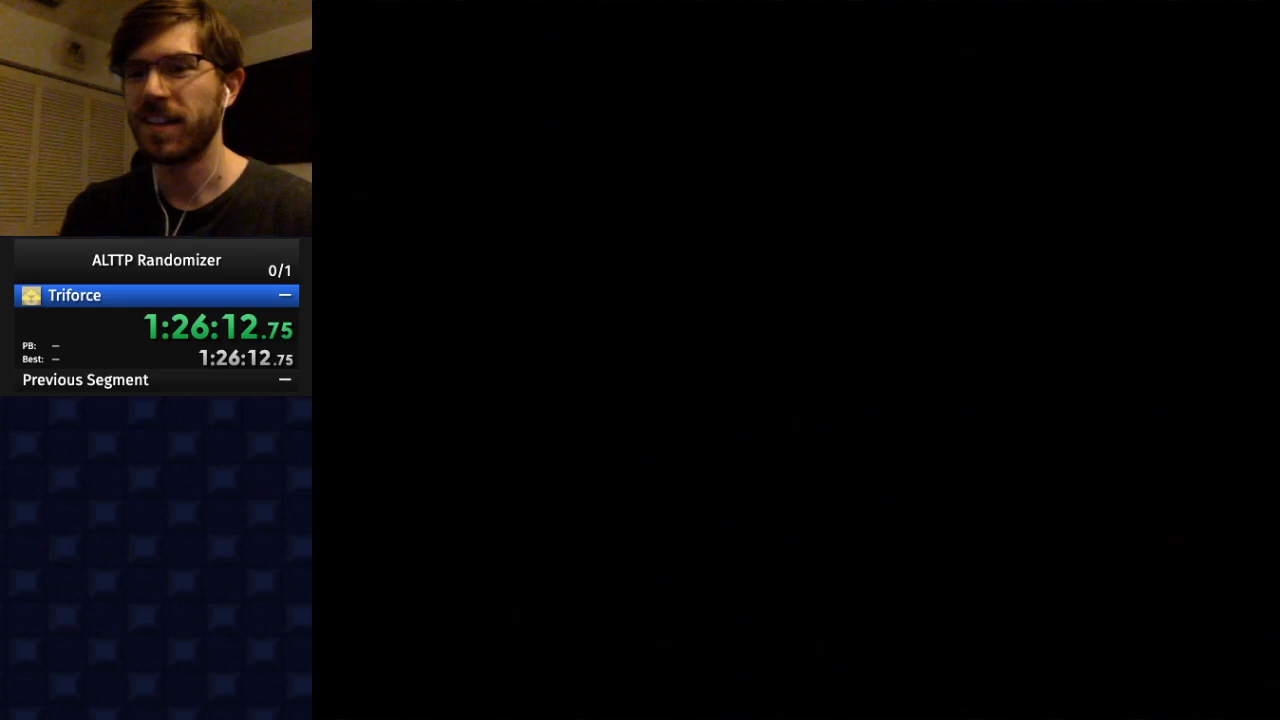 ALTTP Randomizer
0/1
Triforce —
1:26:12.75
PB: —
Best: — 1:26:12.75
Previous Segment —